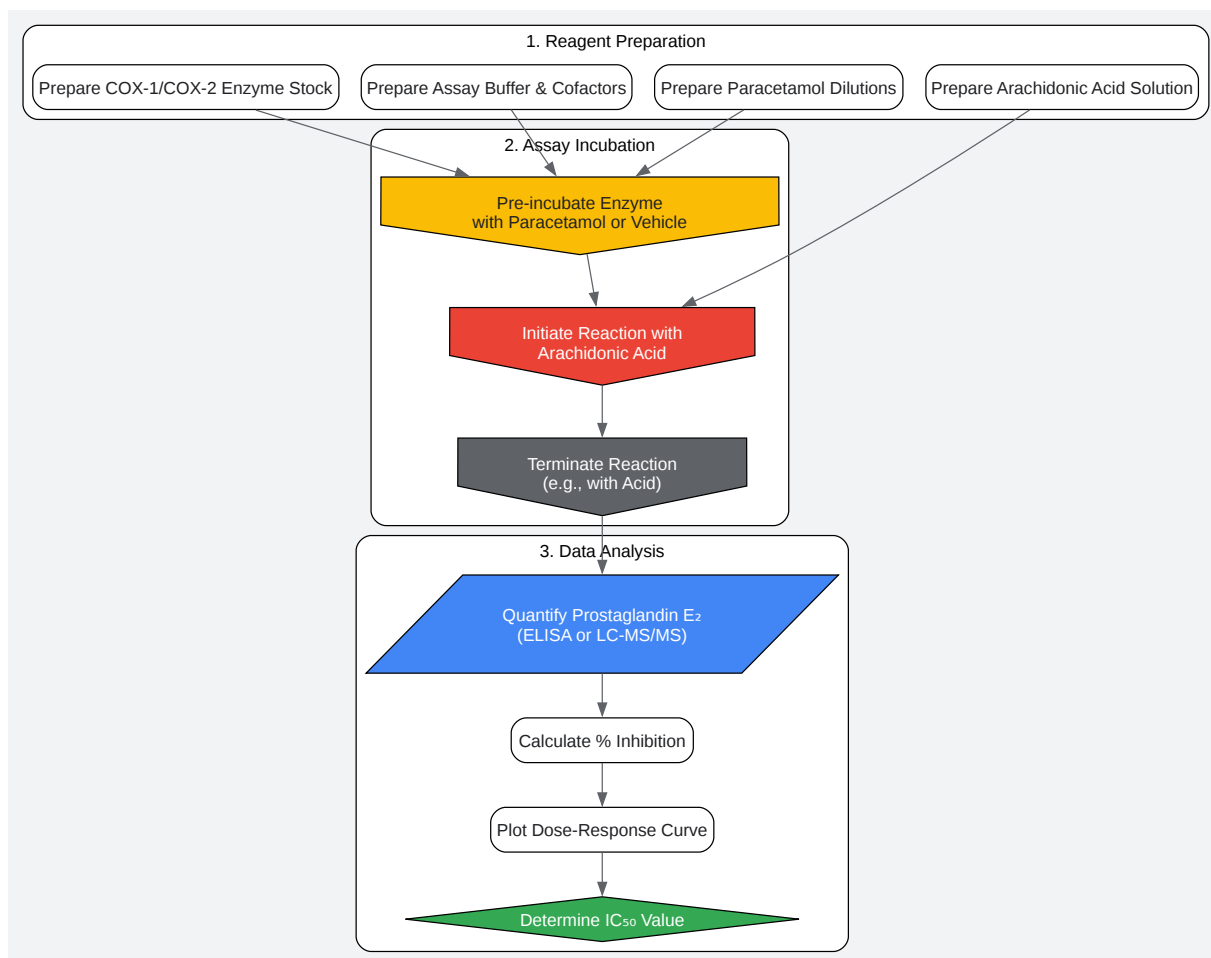 1. Reagent Preparation
Prepare COX-1/COX-2 Enzyme Stock
Prepare Assay Buffer & Cofactors
Prepare Paracetamol Dilutions
Prepare Arachidonic Acid Solution
2. Assay Incubation
Pre-incubate Enzyme
with Paracetamol or Vehicle
Initiate Reaction with
Arachidonic Acid
Terminate Reaction
(e.g., with Acid)
3. Data Analysis
Quantify Prostaglandin E₂
(ELISA or LC-MS/MS)
Calculate % Inhibition
Plot Dose-Response Curve
Determine IC₅₀ Value